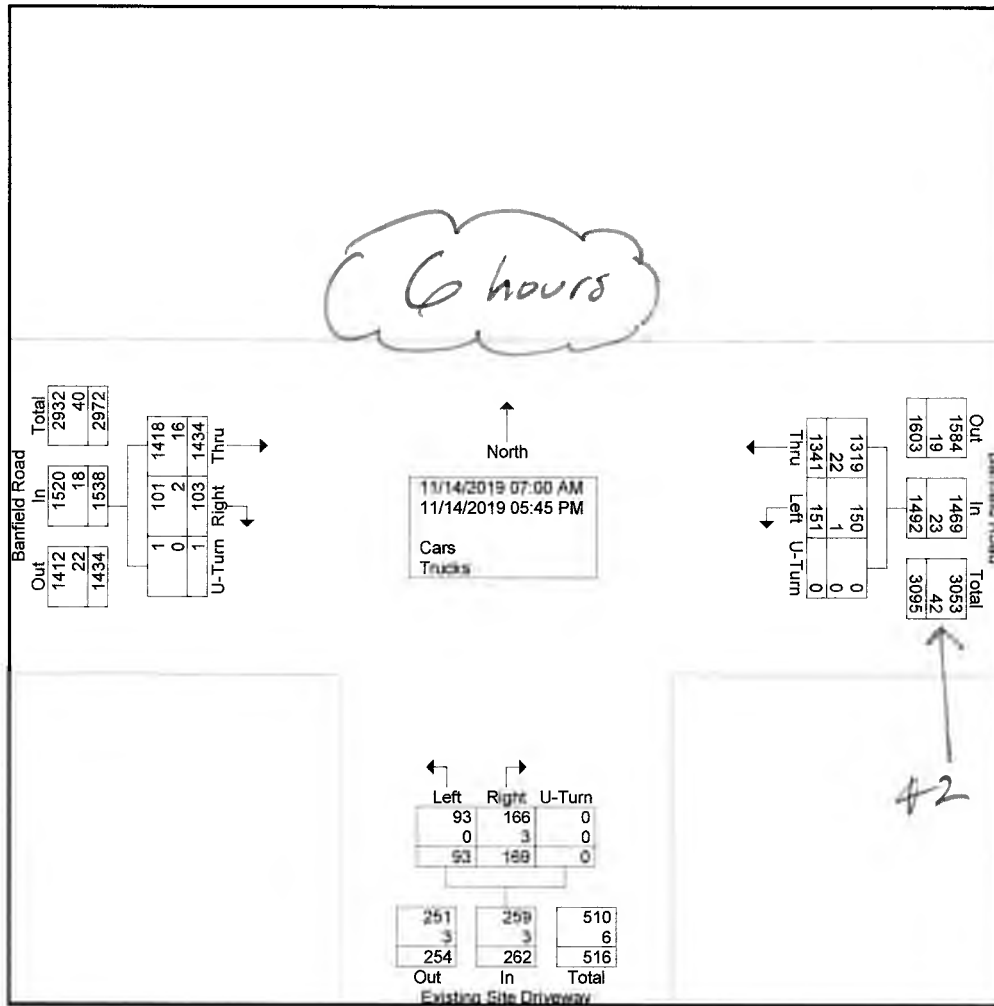 6 hours
Total
2932
40
2972
In
1520
18
1538
Out
1412
22
1434
Banfield Road
Thru
1418
16
1434
Right
101
2
103
U-Turn
1
0
1
North
11/14/2019 07:00 AM
11/14/2019 05:45 PM
Cars
Trucks
Thru
1319
22
1341
Left
150
1
151
U-Turn
0
0
0
Out
1584
19
1603
In
1469
23
1492
Total
3053
42
3095
Road
#2
Left Right U-Turn
93 166 0
0 3 0
93 169 0
251 259 510
3 3 6
254 262 516
Out In Total
Existing Site Driveway